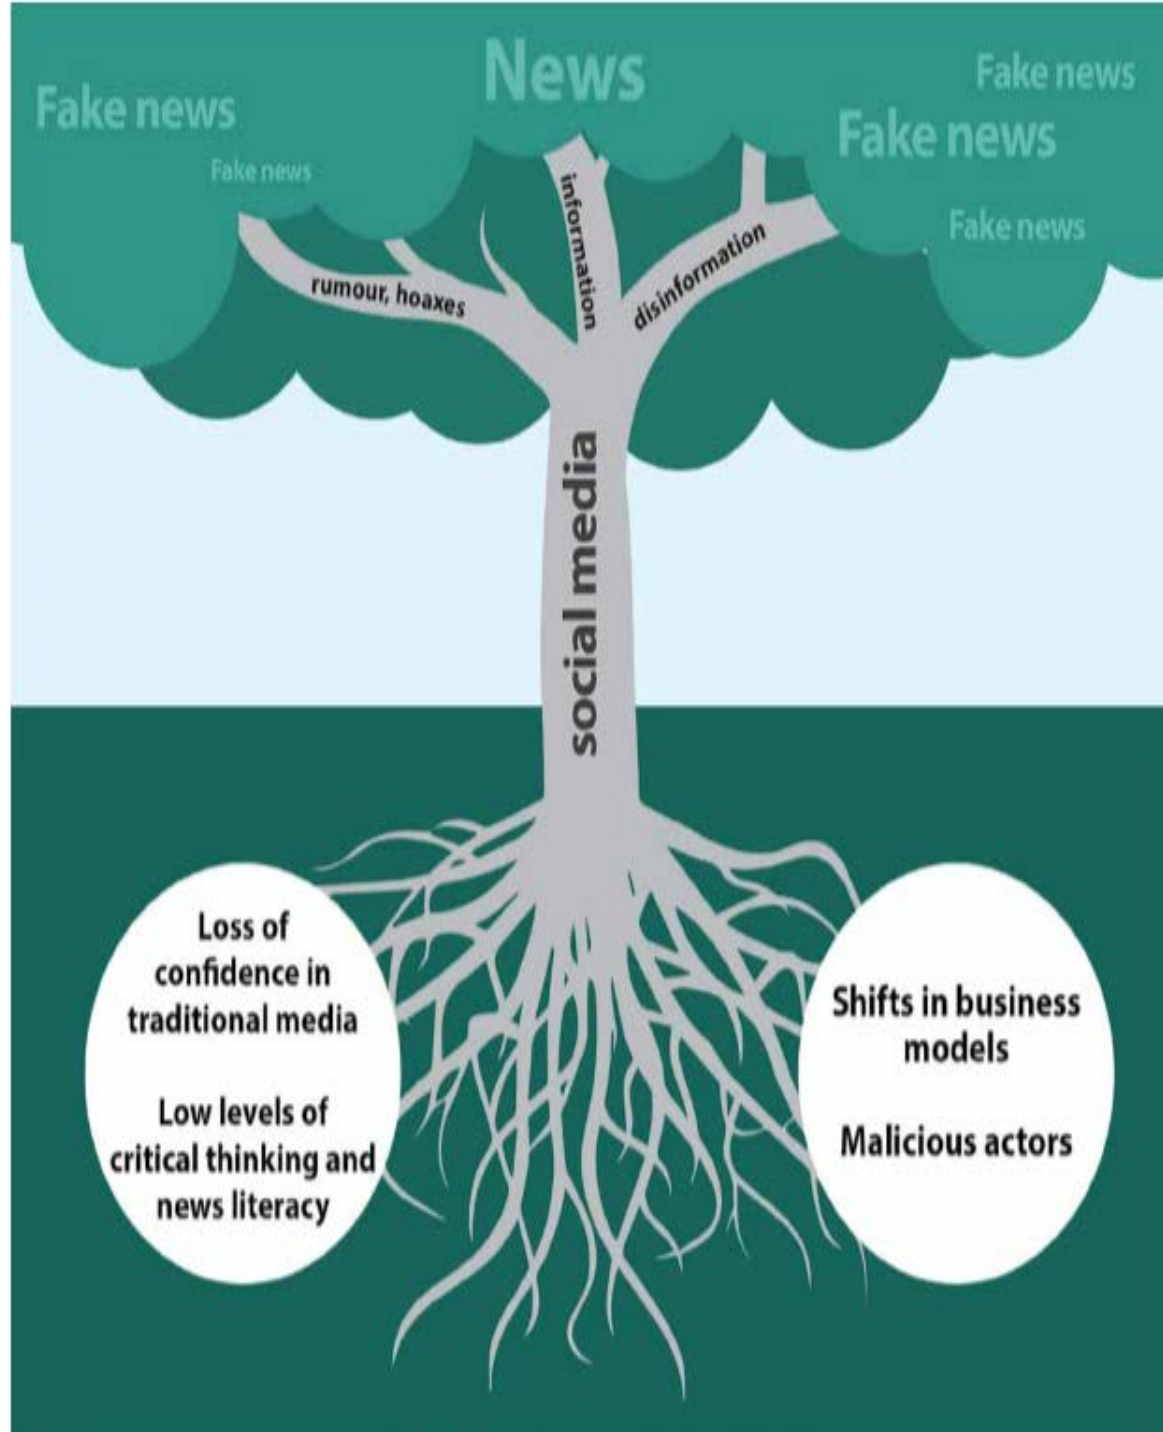 News
Fake news
Fake news
Fake news
Fake news
Fake news
rumour, hoaxes
information
disinformation
social media
Loss of
confidence in
traditional media
Low levels of
critical thinking and
news literacy
Shifts in business
models
Malicious actors